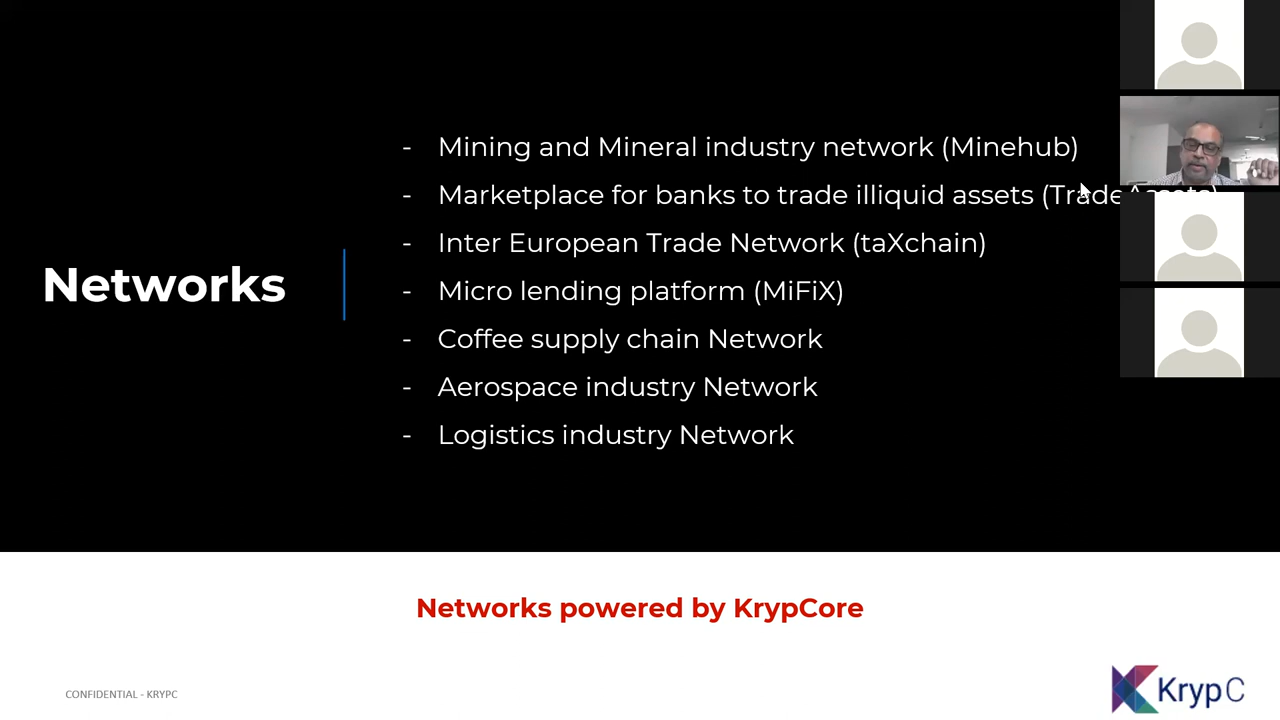 - Mining and Mineral industry network (Minehub)
- Marketplace for banks to trade illiquid assets (Trade Assets)
Networks
- Inter European Trade Network (taXchain)
- Micro lending platform (MiFiX)
- Coffee supply chain Network
- Aerospace industry Network
- Logistics industry Network
Networks powered by KrypCore
CONFIDENTIAL - KRYPC
KrypC